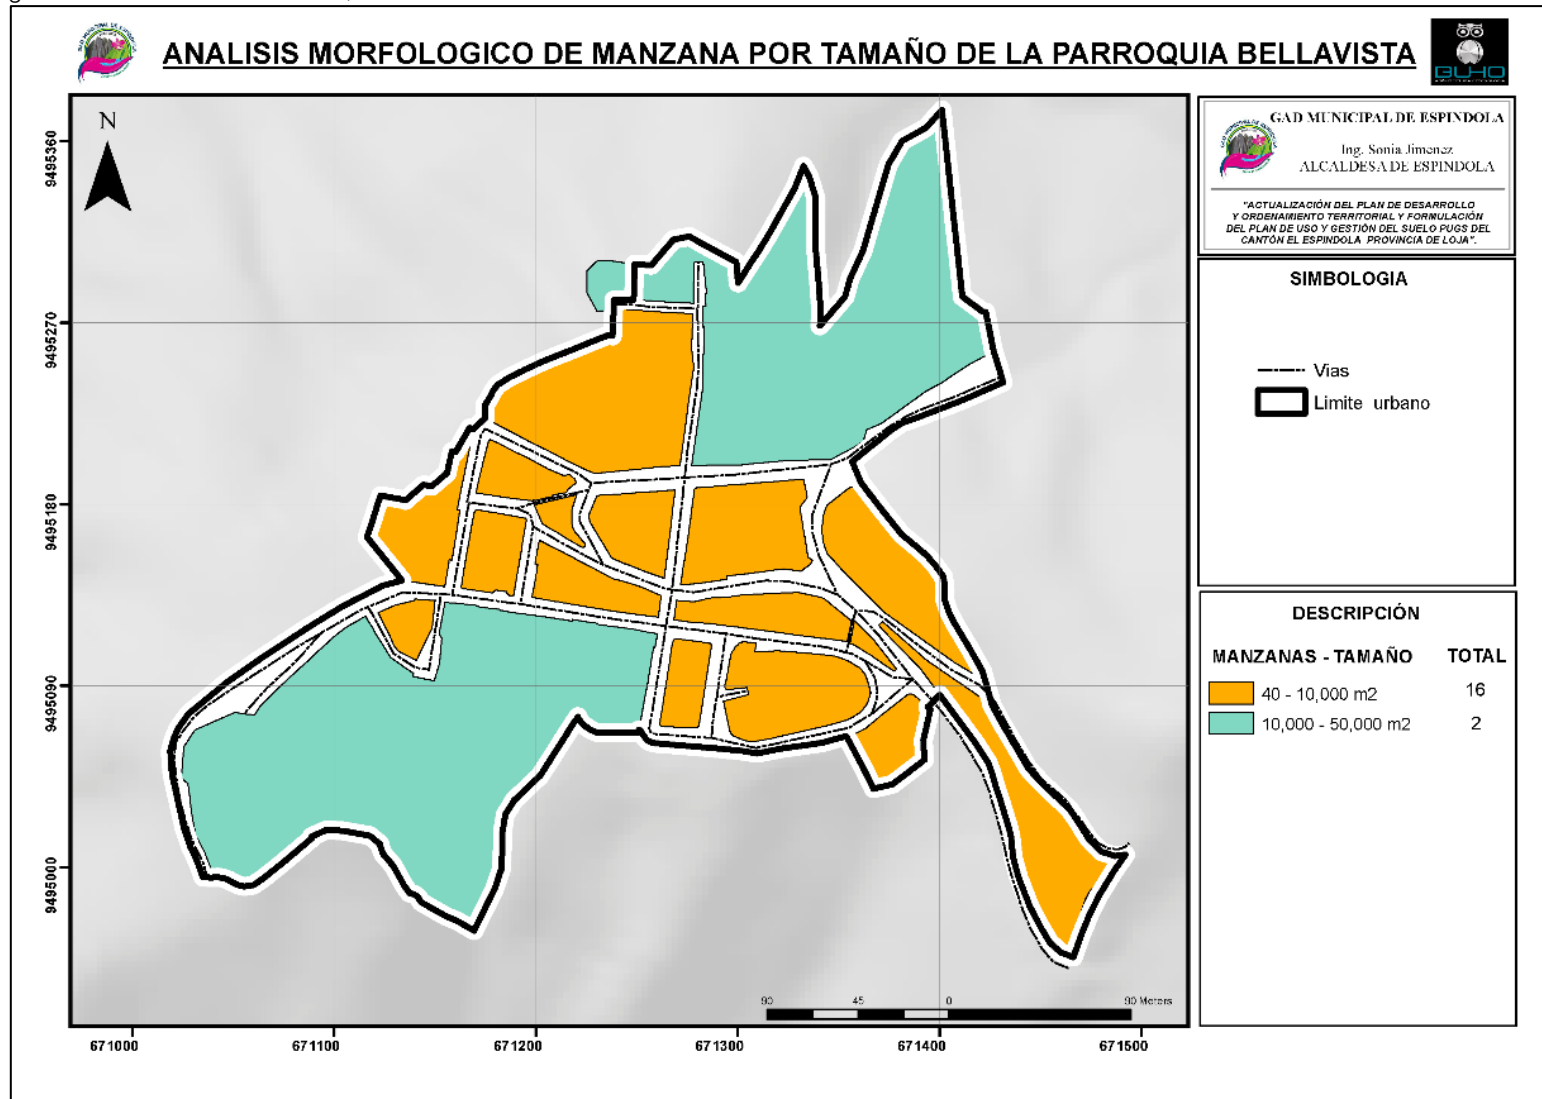 ANALISIS MORFOLOGICO DE MANZANA POR TAMAÑO DE LA PARROQUIA BELLAVISTA
BUHO
N
9495360
9495270
9495180
9495090
9495000
671000
671100
671200
671300
671400
671500
90
45
0
90 Meters
GAD MUNICIPAL DE ESPINDOLA
Ing. Sonia Jimenez
ALCALDESA DE ESPINDOLA
"ACTUALIZACIÓN DEL PLAN DE DESARROLLO
Y ORDENAMIENTO TERRITORIAL Y FORMULACIÓN
DEL PLAN DE USO Y GESTIÓN DEL SUELO PUGS DEL
CANTÓN EL ESPINDOLA PROVINCIA DE LOJA".
SIMBOLOGIA
Vias
Limite urbano
DESCRIPCIÓN
MANZANAS - TAMAÑO TOTAL
40 - 10,000 m2 16
10,000 - 50,000 m2 2